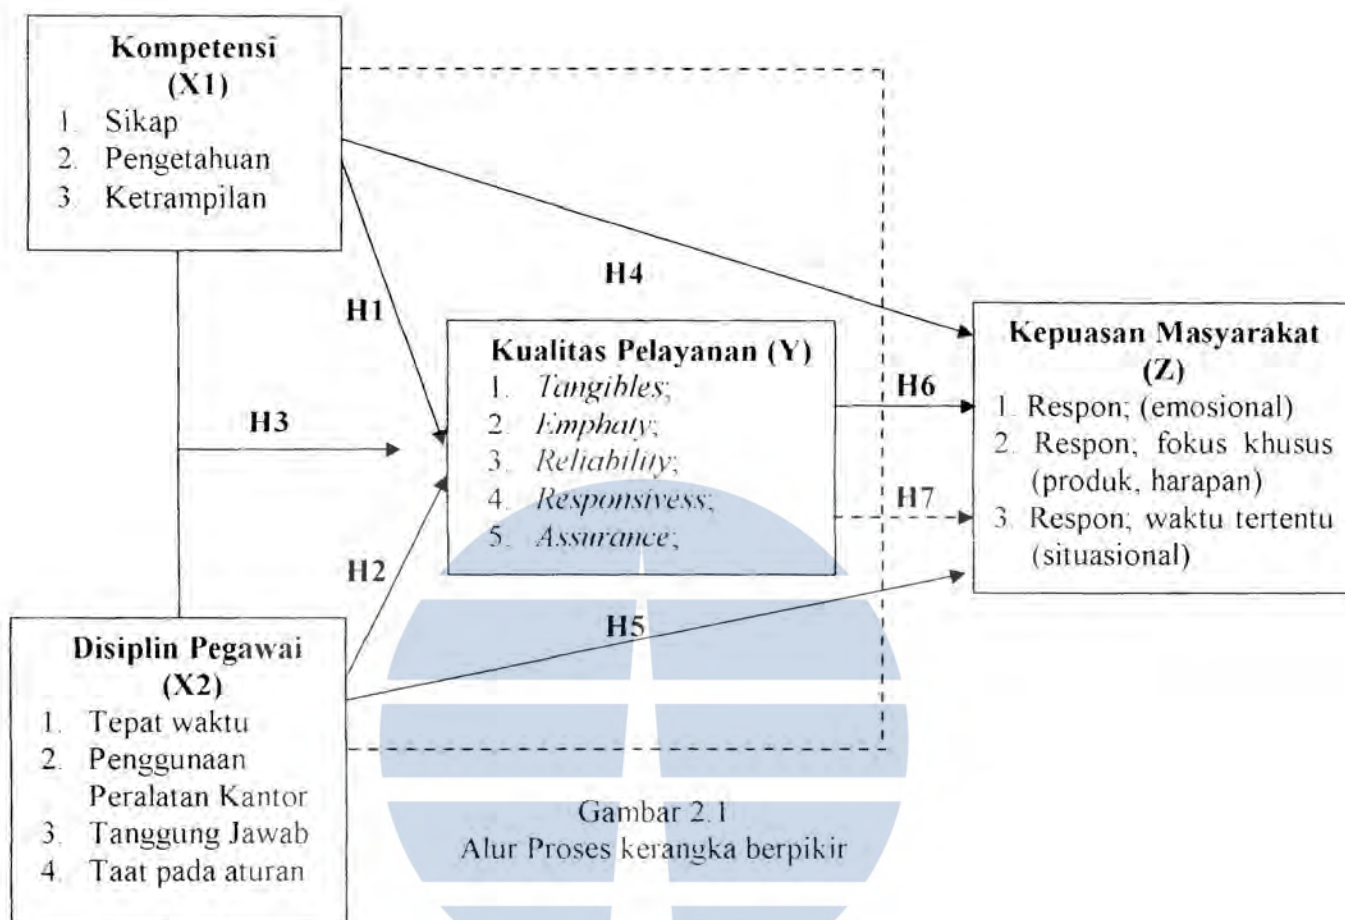 Kompetensi
(X1)
1. Sikap
2. Pengetahuan
3. Ketrampilan
H4
H1
Kualitas Pelayanan (Y)
1. Tangibles;
2. Emphaty;
3. Reliability;
4. Responsivess;
5. Assurance;
H3
H2
H6
H7
H5
Kepuasan Masyarakat
(Z)
1. Respon; (emosional)
2. Respon; fokus khusus
(produk, harapan)
3. Respon; waktu tertentu
(situasional)
Disiplin Pegawai
(X2)
1. Tepat waktu
2. Penggunaan
Peralatan Kantor
3. Tanggung Jawab
4. Taat pada aturan
Gambar 2.1
Alur Proses kerangka berpikir